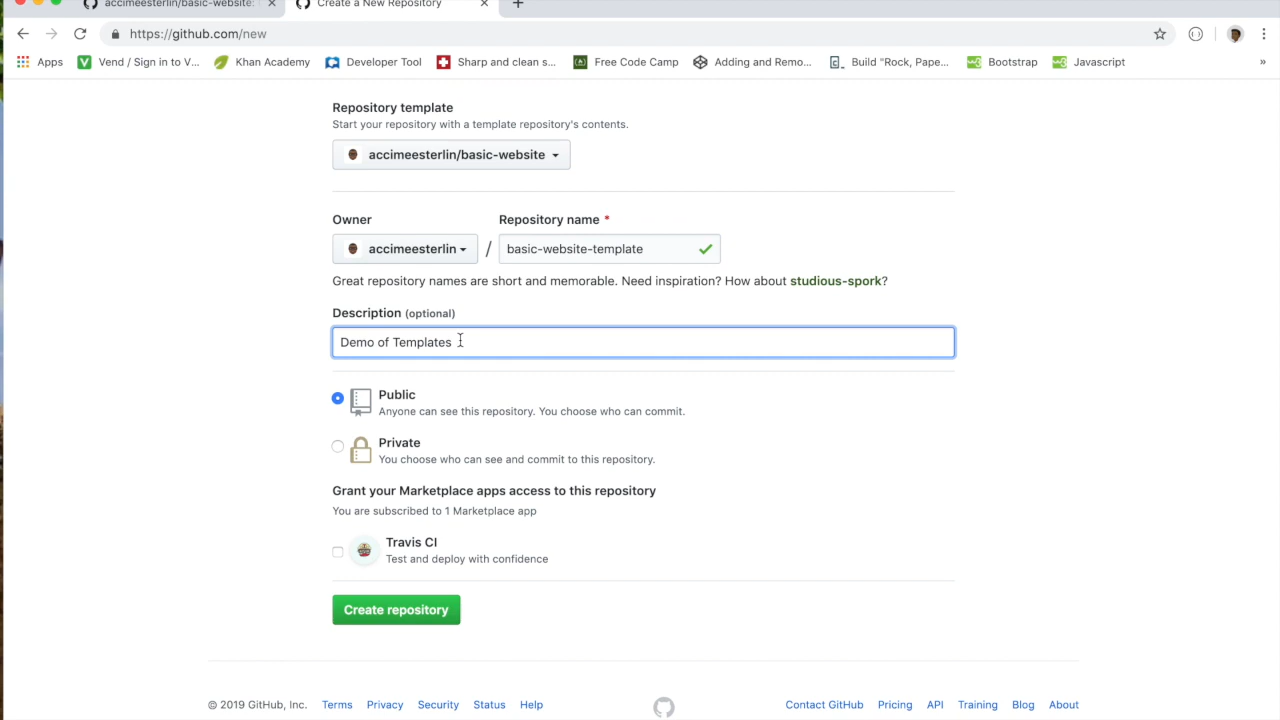 accimeesterlin/basic-website:
Create a New Repository
https://github.com/new
Apps
Vend / Sign in to V...
Khan Academy
Developer Tool
Sharp and clean s...
Free Code Camp
Adding and Remo...
Build "Rock, Pape...
Bootstrap
Javascript
»
Repository template
Start your repository with a template repository's contents.
accimeesterlin/basic-website
Owner
Repository name *
accimeesterlin / basic-website-template
Great repository names are short and memorable. Need inspiration? How about studious-spork?
Description (optional)
Demo of Templates
Public
Anyone can see this repository. You choose who can commit.
Private
You choose who can see and commit to this repository.
Grant your Marketplace apps access to this repository
You are subscribed to 1 Marketplace app
Travis CI
Test and deploy with confidence
Create repository
© 2019 GitHub, Inc. Terms Privacy Security Status Help
Contact GitHub Pricing API Training Blog About